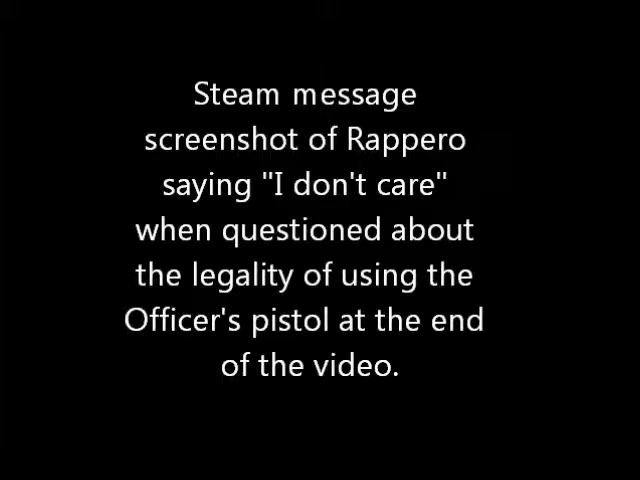 Steam message
screenshot of Rappero
saying "I don't care"
when questioned about
the legality of using the
Officer's pistol at the end
of the video.